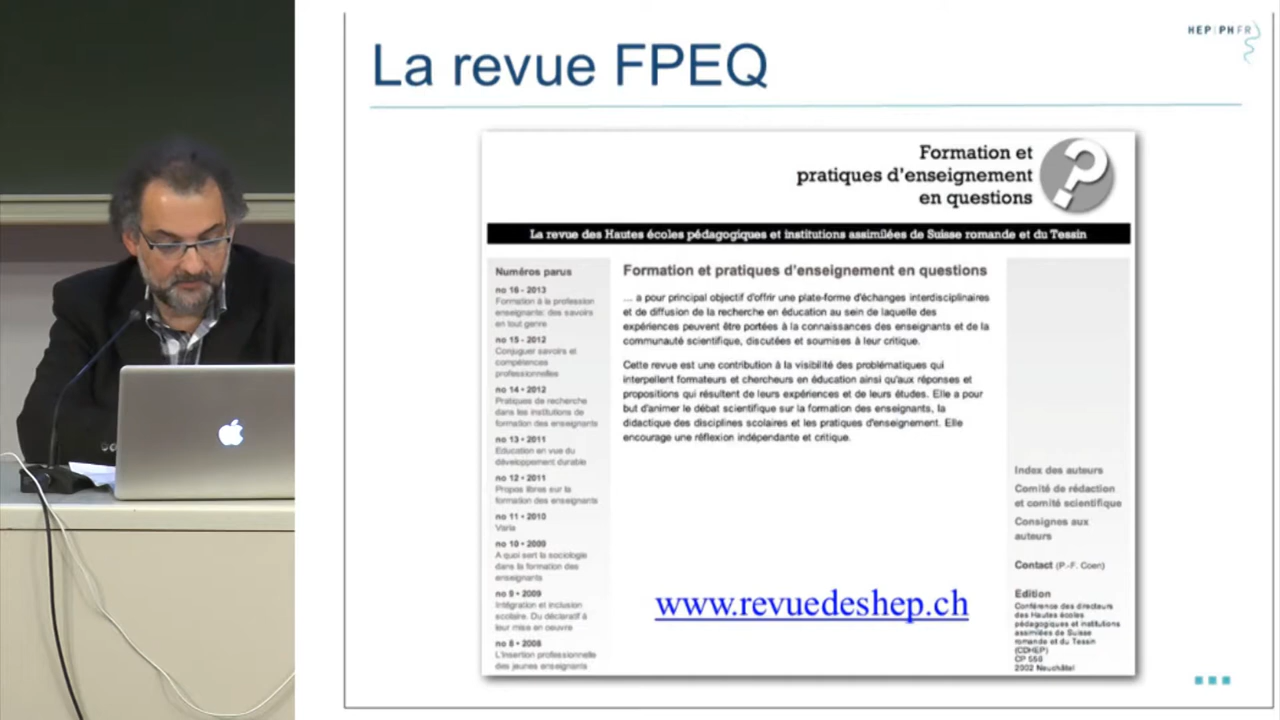 La revue FPEQ
HEP|PH FR
Formation et
pratiques d'enseignement
en questions
?
La revue des Hautes écoles pédagogiques et institutions assimilées de Suisse romande et du Tessin
Numéros parus
no 16 - 2013
Formation à la profession
enseignante: des savoirs
en tout genre
no 15 - 2012
Conjuguer savoirs et
compétences
professionnelles
no 14 • 2012
Pratiques de recherche
dans les institutions de
formation des enseignants
no 13 • 2011
Education en vue du
développement durable
no 12 • 2011
Propos libres sur la
formation des enseignants
no 11 • 2010
Varia
no 10 • 2009
A quoi sert la sociologie
dans la formation des
enseignants
no 9 • 2009
Intégration et inclusion
scolaire. Du déclaratif à
leur mise en oeuvre
no 8 • 2008
L'insertion professionnelle
des jeunes enseignants
Formation et pratiques d'enseignement en questions
... a pour principal objectif d'offrir une plate-forme d'échanges interdisciplinaires
et de diffusion de la recherche en éducation au sein de laquelle des
expériences peuvent être portées à la connaissances des enseignants et de la
communauté scientifique, discutées et soumises à leur critique.
Cette revue est une contribution à la visibilité des problématiques qui
interpellent formateurs et chercheurs en éducation ainsi qu'aux réponses et
propositions qui résultent de leurs expériences et de leurs études. Elle a pour
but d'animer le débat scientifique sur la formation des enseignants, la
didactique des disciplines scolaires et les pratiques d'enseignement. Elle
encourage une réflexion indépendante et critique.
www.revuedeshep.ch
Index des auteurs
Comité de rédaction
et comité scientifique
Consignes aux
auteurs
Contact (P.-F. Coen)
Edition
Conférence des directeurs
des Hautes écoles
pédagogiques et institutions
assimilées de Suisse
romande et du Tessin
(CDHEP)
CP 556
2002 Neuchâtel